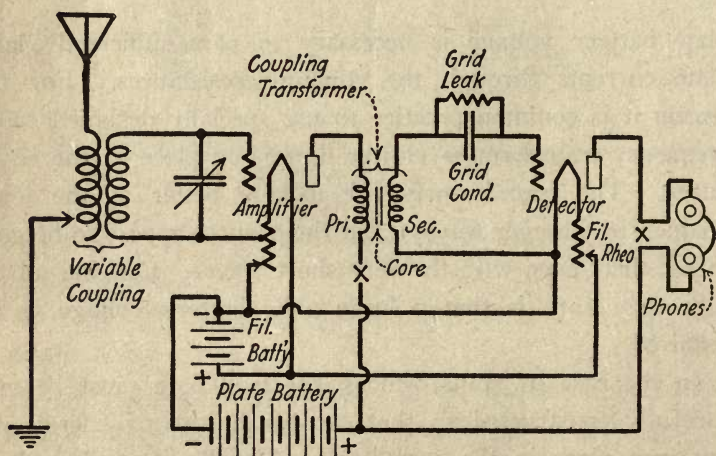 Coupling
Transformer
Grid
Leak
Grid
Cond.
Amplifier
Detector
Pri.
Sec.
Fil.
Rheo
Variable
Coupling
Core
Phones
-
Fil.
Batt'y
+
Plate Battery
-
+